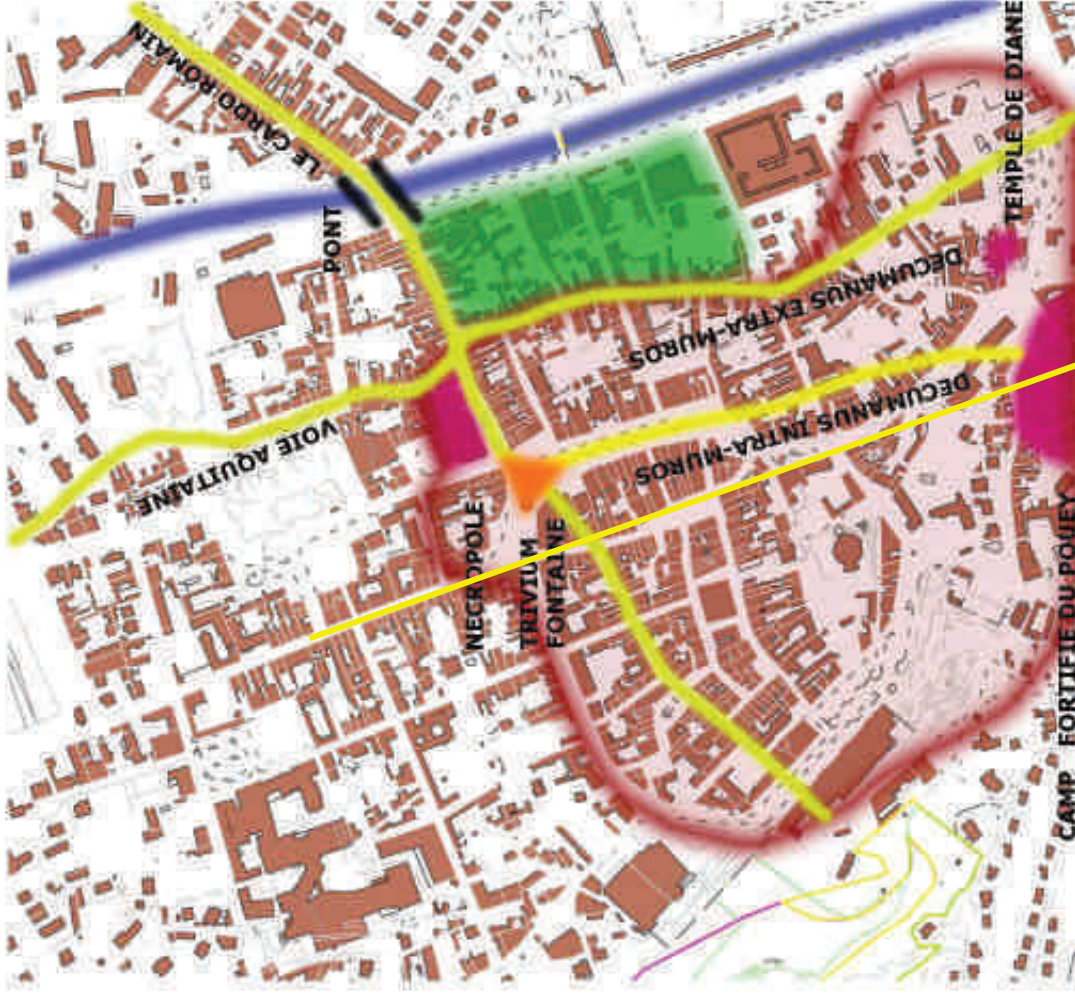 LE CARDO ROMAIN
PONT
VOIE AQUITAINE
NECROPOLE
TRIVIUM
FONTAINE
DECUMANUS EXTRA-MUROS
DECUMANUS INTRA-MUROS
TEMPLE DE DIANE
CAMP FORTIFIE DU POUEY